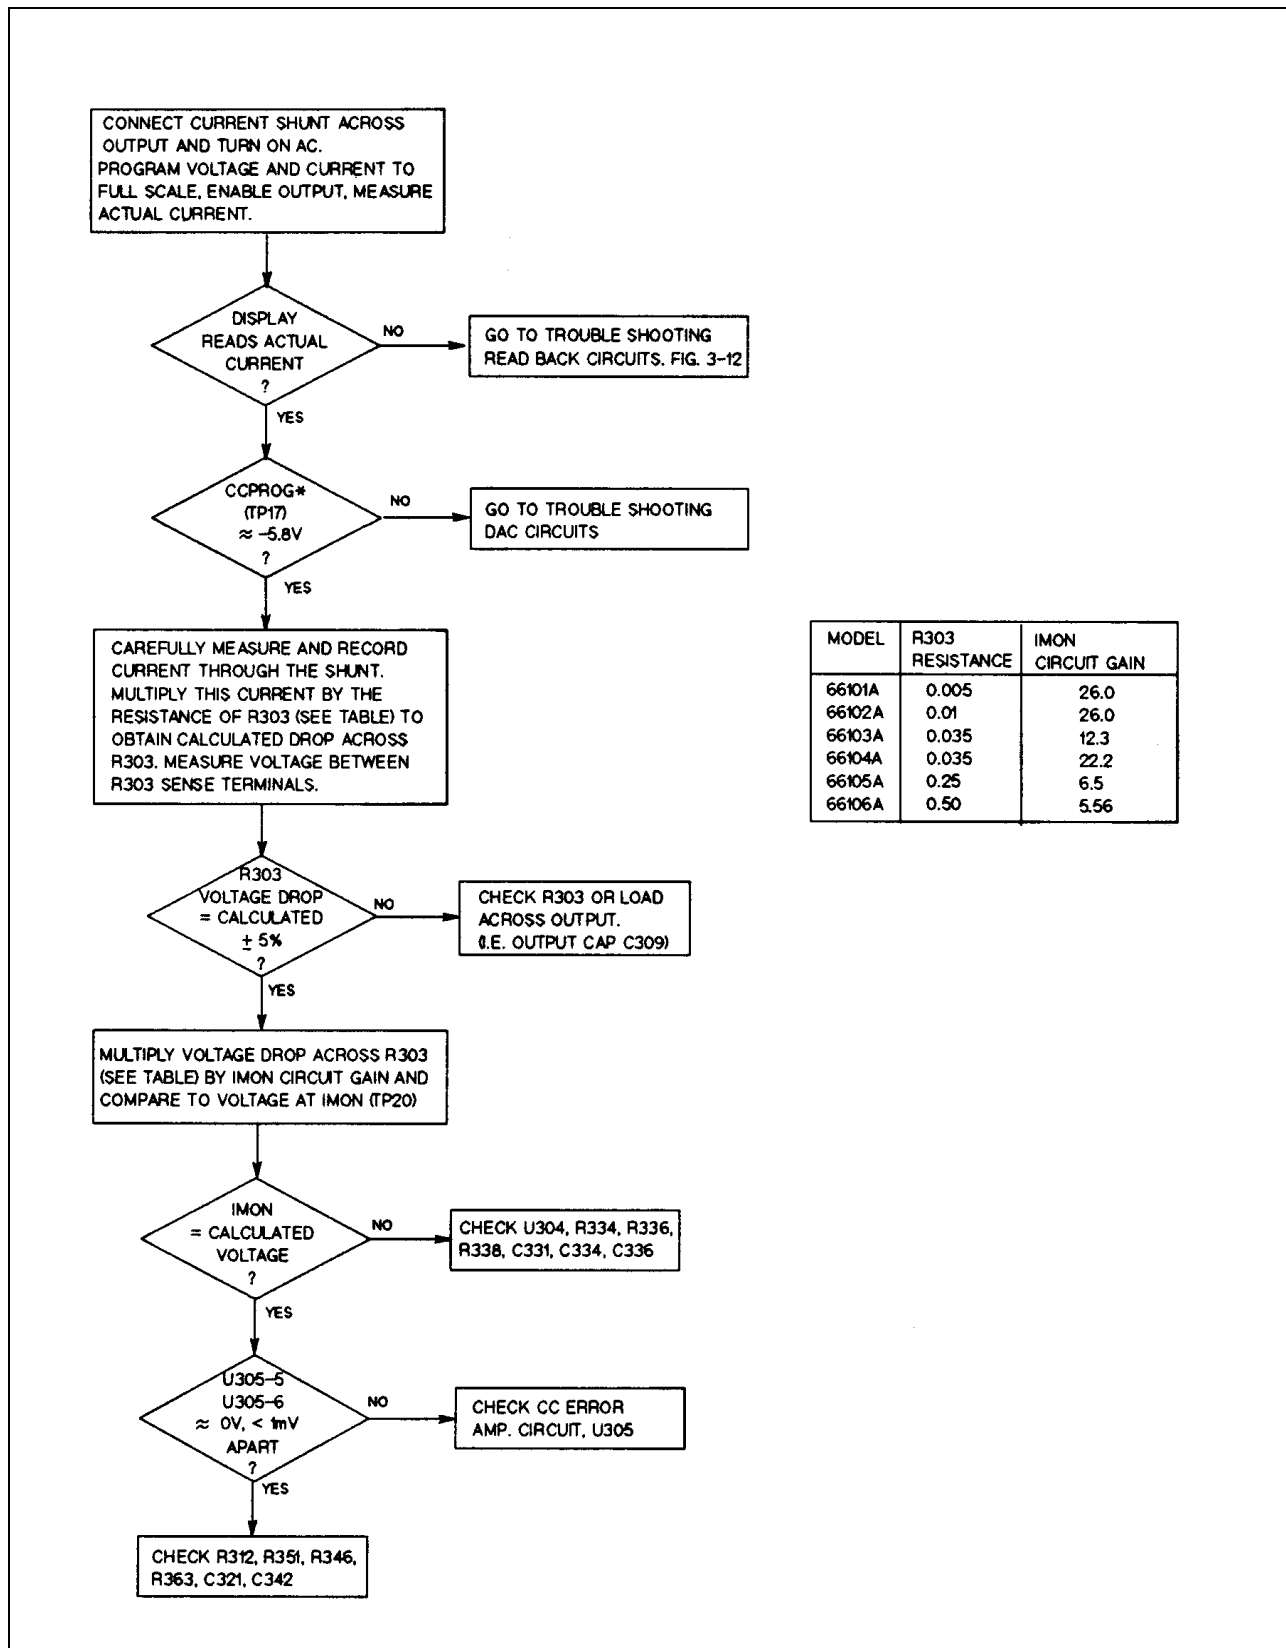 CONNECT CURRENT SHUNT ACROSS
OUTPUT AND TURN ON AC.
PROGRAM VOLTAGE AND CURRENT TO
FULL SCALE, ENABLE OUTPUT, MEASURE
ACTUAL CURRENT.
DISPLAY
READS ACTUAL
CURRENT
?
NO
GO TO TROUBLE SHOOTING
READ BACK CIRCUITS. FIG. 3-12
YES
CCPROG*
(TP17)
≈ -5.8V
?
NO
GO TO TROUBLE SHOOTING
DAC CIRCUITS
YES
CAREFULLY MEASURE AND RECORD
CURRENT THROUGH THE SHUNT.
MULTIPLY THIS CURRENT BY THE
RESISTANCE OF R303 (SEE TABLE) TO
OBTAIN CALCULATED DROP ACROSS
R303. MEASURE VOLTAGE BETWEEN
R303 SENSE TERMINALS.
MODEL R303 RESISTANCE IMON CIRCUIT GAIN
66101A 0.005 26.0
66102A 0.01 26.0
66103A 0.035 12.3
66104A 0.035 22.2
66105A 0.25 6.5
66106A 0.50 5.56
R303
VOLTAGE DROP
= CALCULATED
± 5%
?
NO
CHECK R303 OR LOAD
ACROSS OUTPUT.
(I.E. OUTPUT CAP C309)
YES
MULTIPLY VOLTAGE DROP ACROSS R303
(SEE TABLE) BY IMON CIRCUIT GAIN AND
COMPARE TO VOLTAGE AT IMON (TP20)
IMON
= CALCULATED
VOLTAGE
?
NO
CHECK U304, R334, R336,
R338, C331, C334, C336
YES
U305-5
U305-6
≈ 0V, < 1mV
APART
?
NO
CHECK CC ERROR
AMP. CIRCUIT, U305
YES
CHECK R312, R351, R346,
R363, C321, C342